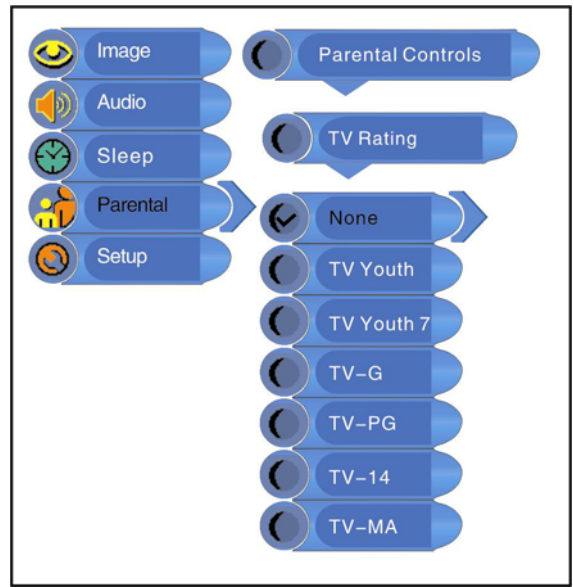 Image
Audio
Sleep
Parental
Setup
Parental Controls
TV Rating
None
TV Youth
TV Youth 7
TV–G
TV–PG
TV–14
TV–MA